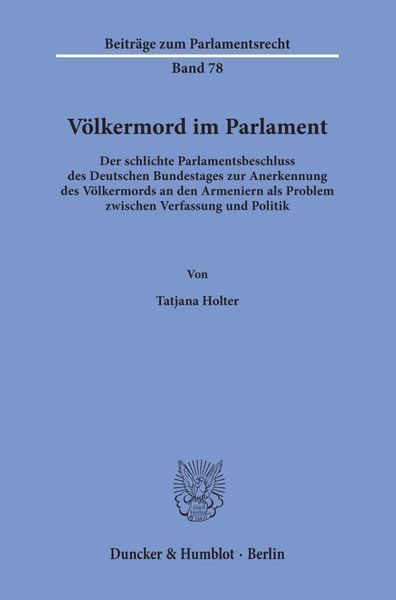 Beiträge zum Parlamentsrecht
Band 78
Völkermord im Parlament
Der schlichte Parlamentsbeschluss
des Deutschen Bundestages zur Anerkennung
des Völkermords an den Armeniern als Problem
zwischen Verfassung und Politik
Von
Tatjana Holter
Duncker & Humblot · Berlin